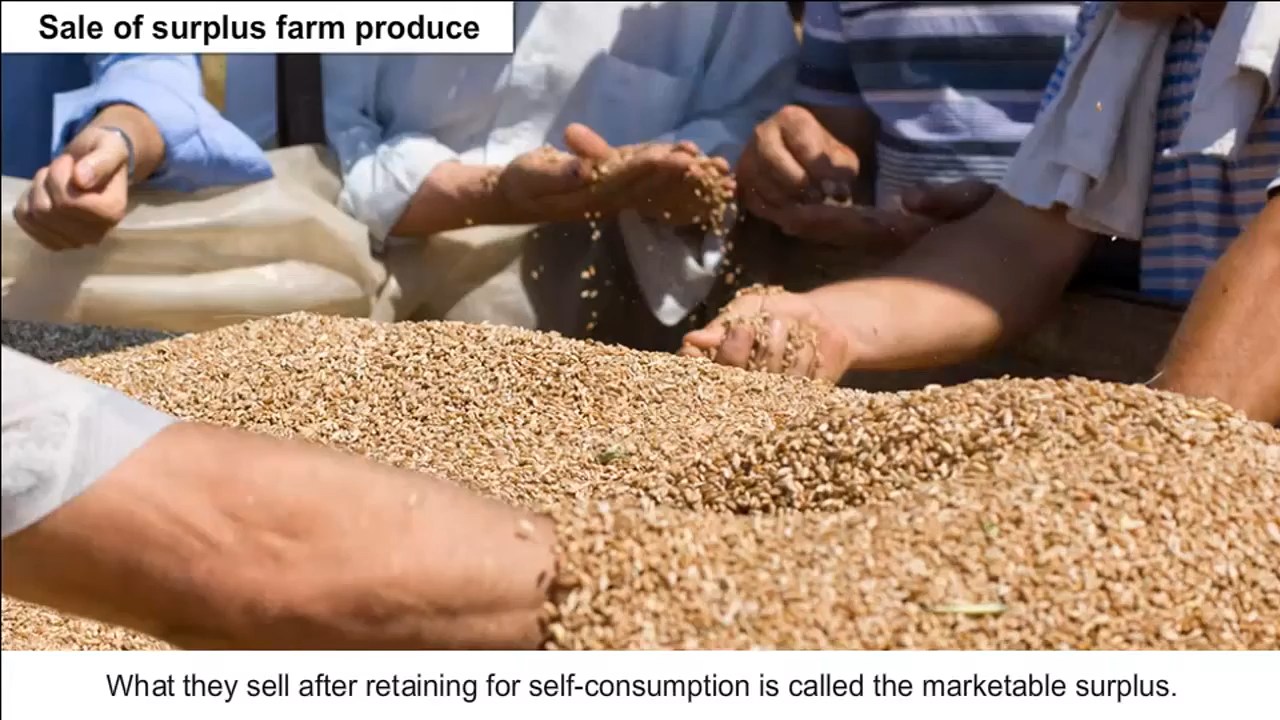 Sale of surplus farm produce
What they sell after retaining for self-consumption is called the marketable surplus.